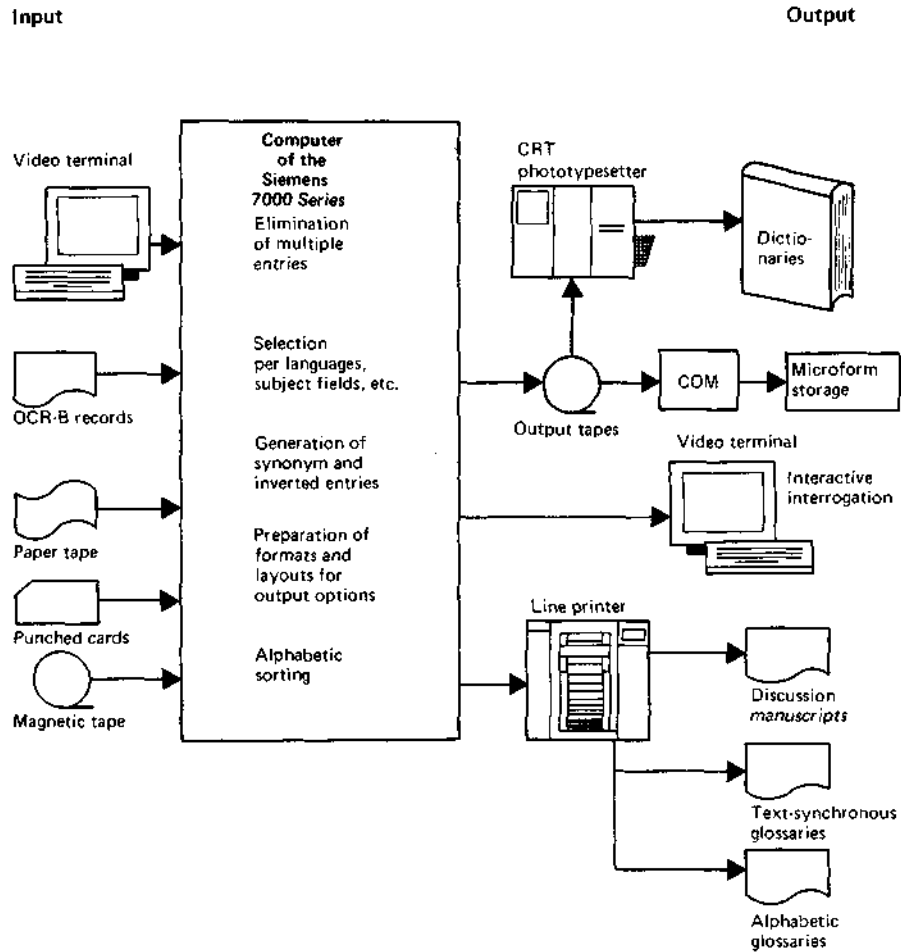 Input
Output
Video terminal
OCR-B records
Paper tape
Punched cards
Magnetic tape
Computer
of the
Siemens
7000 Series
Elimination
of multiple
entries
Selection
per languages,
subject fields, etc.
Generation of
synonym and
inverted entries
Preparation of
formats and
layouts for
output options
Alphabetic
sorting
CRT
phototypesetter
Dictio-
naries
Output tapes
COM
Microform
storage
Video terminal
Interactive
interrogation
Line printer
Discussion
manuscripts
Text-synchronous
glossaries
Alphabetic
glossaries